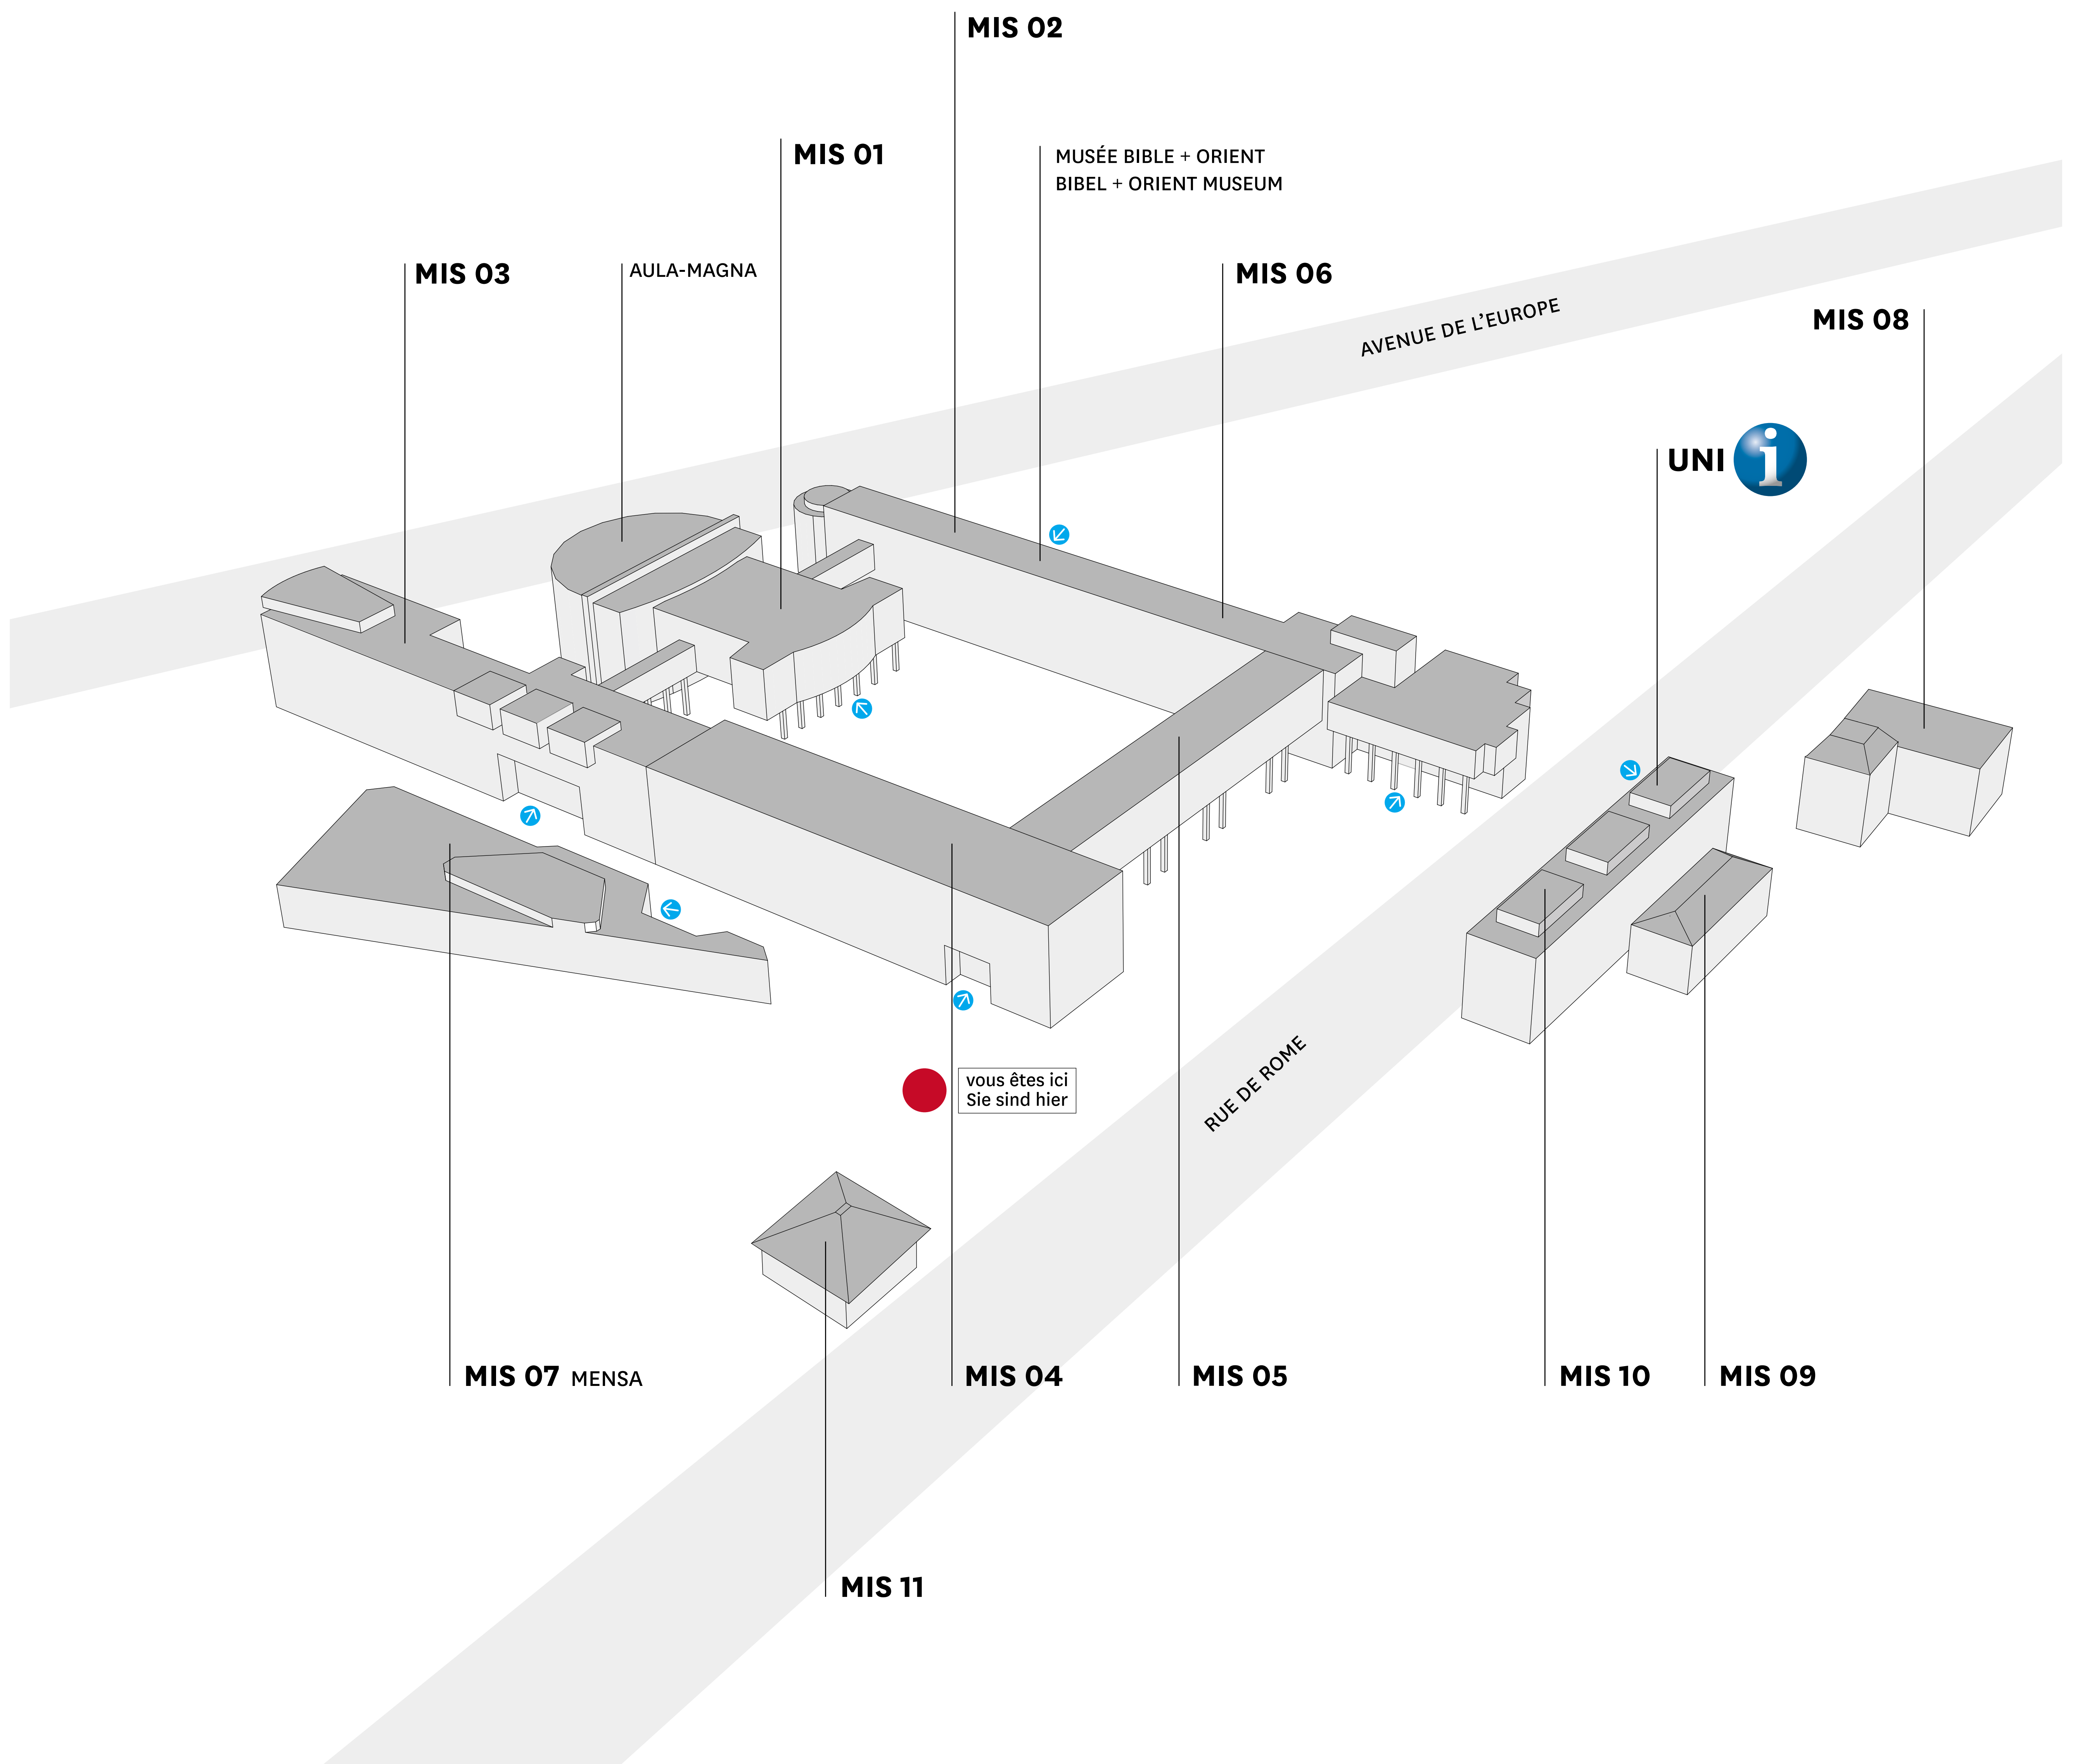 MIS 02
MIS 01
MUSÉE BIBLE + ORIENT
BIBEL + ORIENT MUSEUM
MIS 03
AULA-MAGNA
MIS 06
AVENUE DE L'EUROPE
MIS 08
UNI i
vous êtes ici
Sie sind hier
RUE DE ROME
MIS 07 MENSA
MIS 04
MIS 05
MIS 10
MIS 09
MIS 11